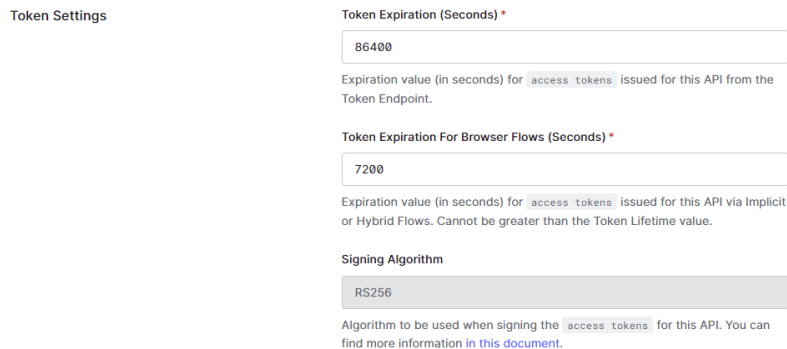 Token Settings
Token Expiration (Seconds) *
86400
Expiration value (in seconds) for access tokens issued for this API from the
Token Endpoint.
Token Expiration For Browser Flows (Seconds) *
7200
Expiration value (in seconds) for access tokens issued for this API via Implicit
or Hybrid Flows. Cannot be greater than the Token Lifetime value.
Signing Algorithm
RS256
Algorithm to be used when signing the access tokens for this API. You can
find more information in this document.